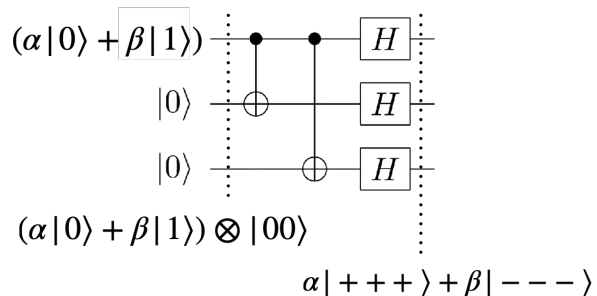 (α|0⟩ + β|1⟩) H
|0⟩ H
|0⟩ H
(α|0⟩ + β|1⟩) ⊗ |00⟩
α| + + + ⟩ + β| − − − ⟩